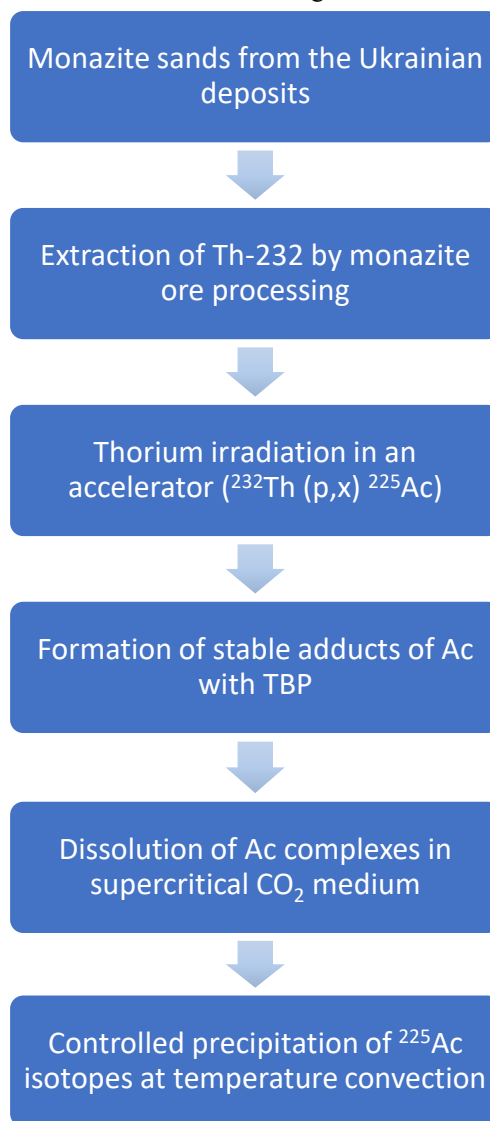 Monazite sands from the Ukrainian
deposits
Extraction of Th-232 by monazite
ore processing
Thorium irradiation in an
accelerator (²³²Th (p,x) ²²⁵Ac)
Formation of stable adducts of Ac
with TBP
Dissolution of Ac complexes in
supercritical CO₂ medium
Controlled precipitation of ²²⁵Ac
isotopes at temperature convection